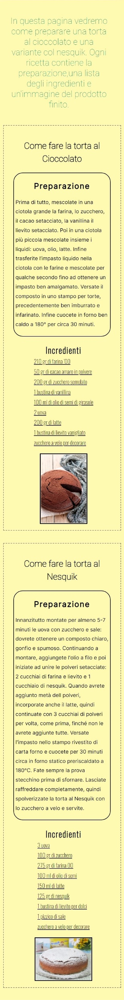 In questa pagina vedremo
come preparare una torta
al cioccolato e una
variante col nesquik. Ogni
ricetta contiene la
preparazione,una lista
degli ingredienti e
un'immagine del prodotto
finito.
Come fare la torta al
Cioccolato
Preparazione
Prima di tutto, mescolate in una
ciotola grande la farina, lo zucchero,
il cacao setacciato, la vanillina il
lievito setacciato. Poi in una ciotola
più piccola mescolate insieme i
liquidi: uova, olio, latte. Infine
trasferite l’impasto liquido nella
ciotola con le farine e mescolate per
qualche secondo fino ad ottenere un
impasto ben amalgamato. Versate il
composto in uno stampo per torte,
precedentemente ben imburrato e
infarinato. Infine cuocete in forno ben
caldo a 180° per circa 30 minuti.
Incredienti
210 gr di farina '00
50 gr di cacao amaro in polvere
200 gr di zucchero semolato
1 bustina di vanillina
100 ml di olio di semi di girasole
2 uova
200 gr di latte
1 bustina di lievito vanigliato
zucchero a velo per decorare
Come fare la torta al
Nesquik
Preparazione
Innanzitutto montate per almeno 5-7
minuti le uova con zucchero e sale:
dovrete ottenere un composto chiaro,
gonfio e spumoso. Continuando a
montare, aggiungete l'olio a filo e poi
iniziate ad unire le polveri setacciate:
2 cucchiai di farina e lievito e 1
cucchiaio di nesquik. Quando avrete
aggiunto metà dell polveri,
incorporate anche il latte, quindi
continuate con 3 cucchiai di polveri
per volta, come prima, finché non le
avrete aggiunte tutte. Versate
l'impasto nello stampo rivestito di
carta forno e cuocete per 30 minuti
circa in forno statico preriscaldato a
180°C. Fate sempre la prova
stecchino prima di sfornare. Lasciate
raffreddare completamente, quindi
spolverizzate la torta al Nesquik con
lo zucchero a velo e servite.
Incredienti
3 uova
100 gr di zucchero
275 gr di farina 00
100 ml di olio di semi
150 ml di latte
125 gr di nesquik
1 bustina di lievito per dolci
1 pizzico di sale
zucchero a velo per decorare